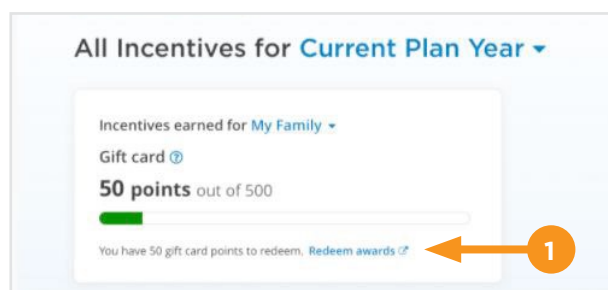 All Incentives for Current Plan Year
Incentives earned for My Family
Gift card ?
50 points out of 500
You have 50 gift card points to redeem. Redeem awards
1